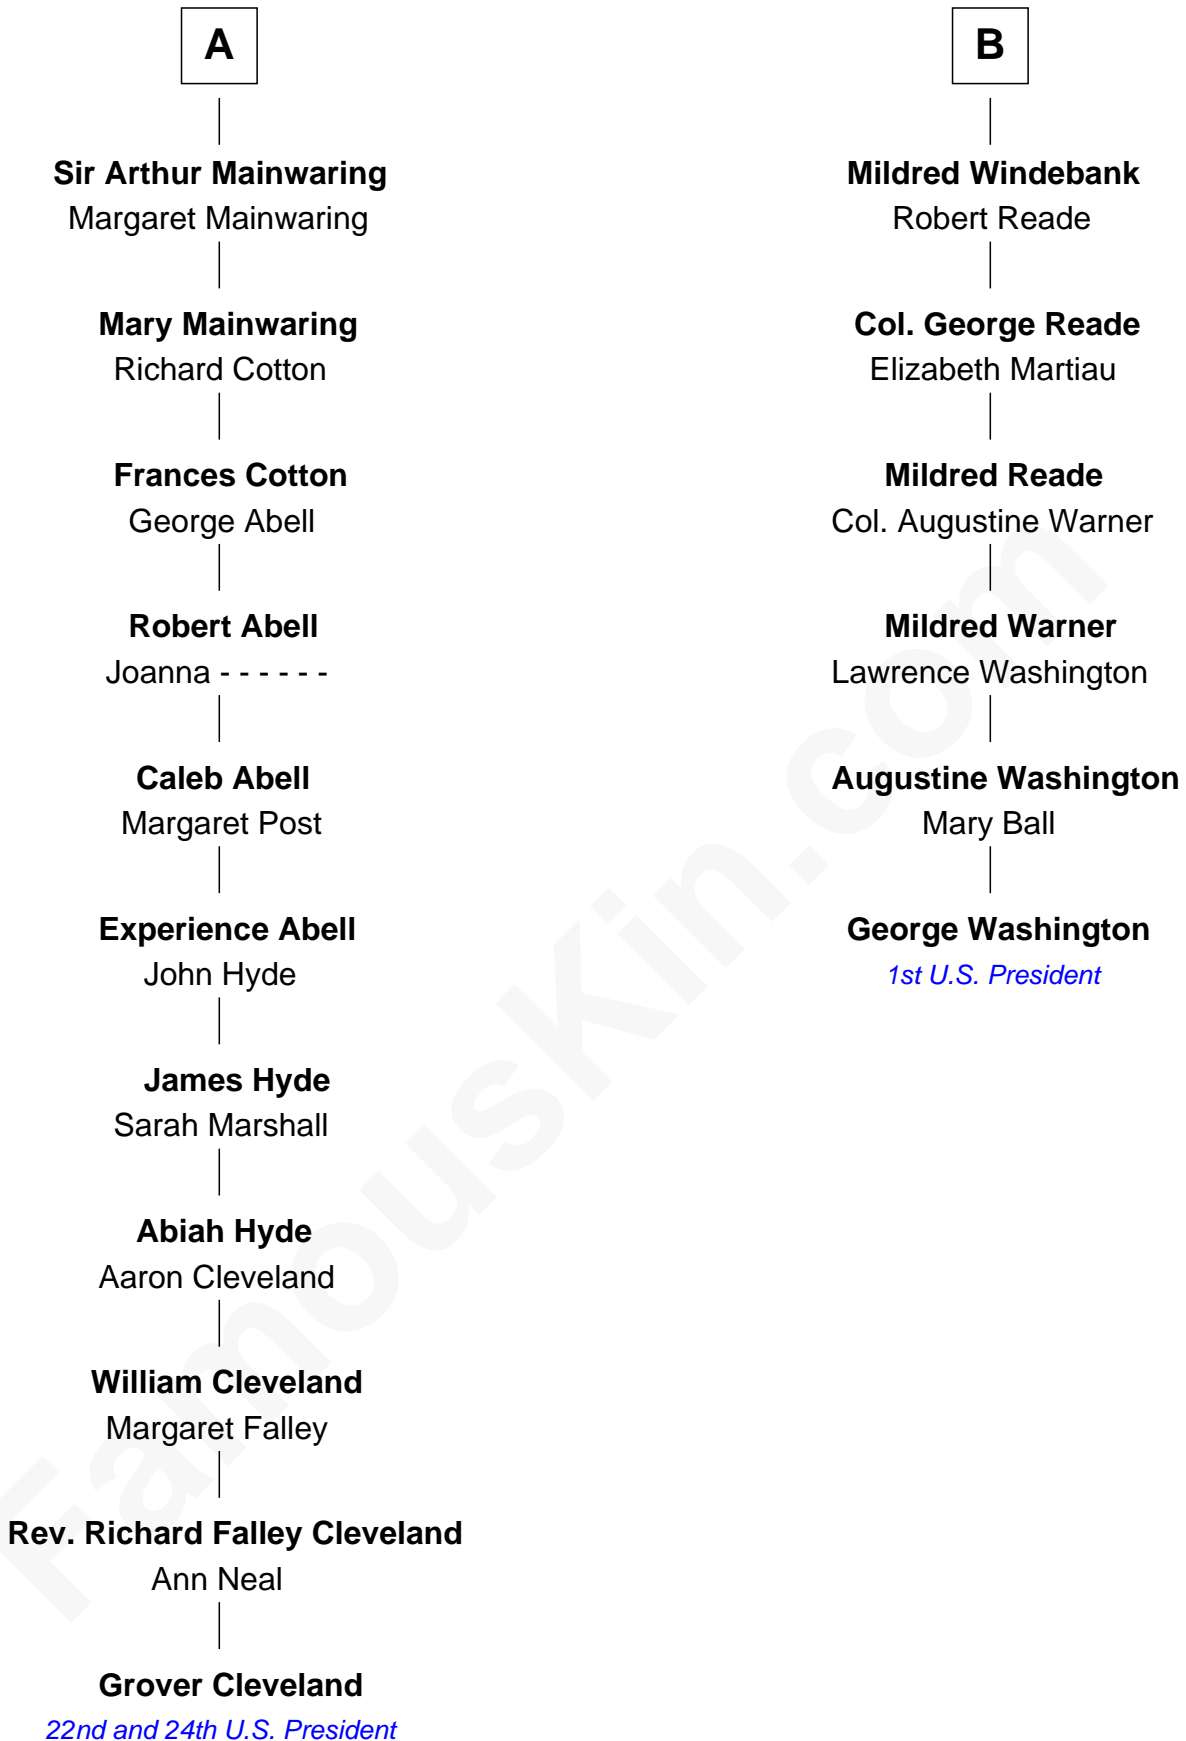 A
Sir Arthur Mainwaring
Margaret Mainwaring
Mary Mainwaring
Richard Cotton
Frances Cotton
George Abell
Robert Abell
Joanna - - - - - -
Caleb Abell
Margaret Post
Experience Abell
John Hyde
James Hyde
Sarah Marshall
Abiah Hyde
Aaron Cleveland
William Cleveland
Margaret Falley
Rev. Richard Falley Cleveland
Ann Neal
Grover Cleveland
22nd and 24th U.S. President
B
Mildred Windebank
Robert Reade
Col. George Reade
Elizabeth Martiau
Mildred Reade
Col. Augustine Warner
Mildred Warner
Lawrence Washington
Augustine Washington
Mary Ball
George Washington
1st U.S. President
FamousKin.com